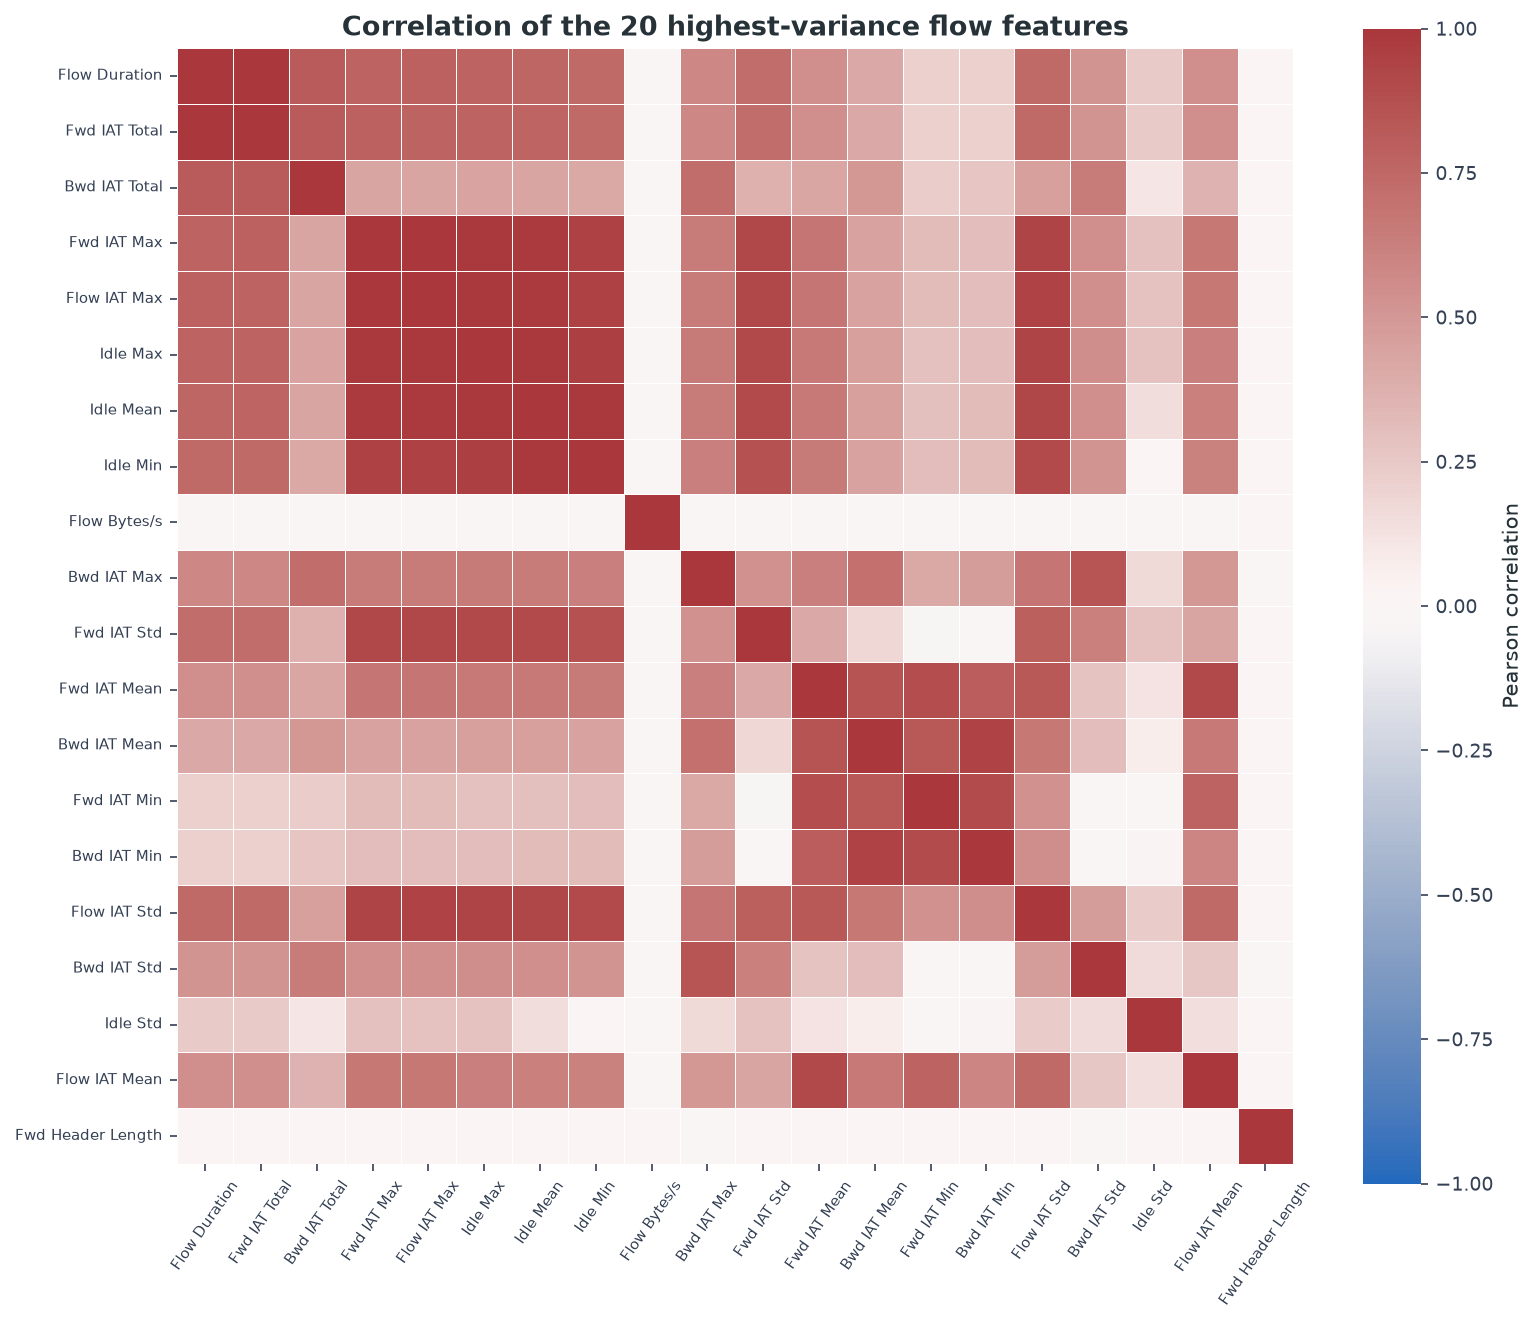 Correlation of the 20 highest-variance flow features
Flow Duration
Fwd IAT Total
Bwd IAT Total
Fwd IAT Max
Flow IAT Max
Idle Max
Idle Mean
Idle Min
Flow Bytes/s
Bwd IAT Max
Fwd IAT Std
Fwd IAT Mean
Bwd IAT Mean
Fwd IAT Min
Bwd IAT Min
Flow IAT Std
Bwd IAT Std
Idle Std
Flow IAT Mean
Fwd Header Length
Flow Duration
Fwd IAT Total
Bwd IAT Total
Fwd IAT Max
Flow IAT Max
Idle Max
Idle Mean
Idle Min
Flow Bytes/s
Bwd IAT Max
Fwd IAT Std
Fwd IAT Mean
Bwd IAT Mean
Fwd IAT Min
Bwd IAT Min
Flow IAT Std
Bwd IAT Std
Idle Std
Flow IAT Mean
Fwd Header Length
1.00
0.75
0.50
0.25
0.00
−0.25
−0.50
−0.75
−1.00
Pearson correlation